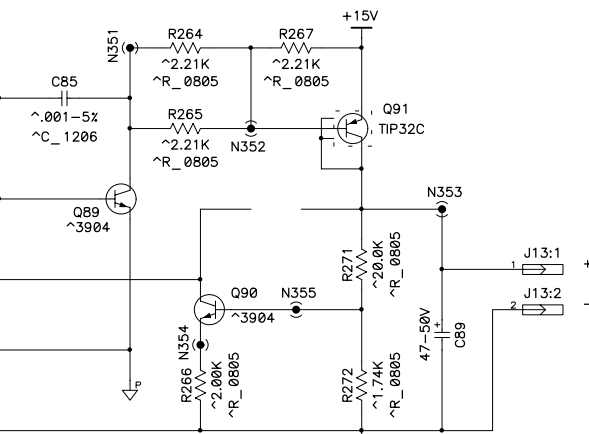 +15V
N351
R264
^2.21K
^R_0805
R267
^2.21K
^R_0805
C85
^.001-5%
^C_1206
R265
^2.21K
^R_0805
N352
Q91
TIP32C
Q89
^3904
N353
R271
^20.0K
^R_0805
J13:1
1
+
J13:2
2
-
Q90
^3904
N355
N354
R266
^2.00K
^R_0805
R272
^1.74K
^R_0805
47-50V
+
C89
P